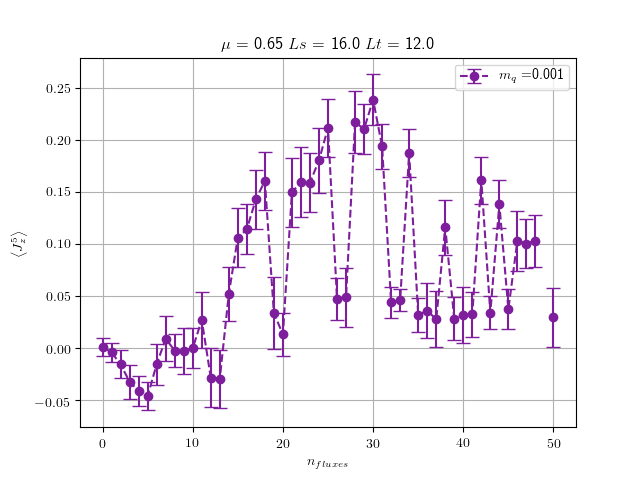 μ = 0.65 Ls = 16.0 Lt = 12.0
m_q =0.001
0.25
0.20
0.15
0.10
0.05
0.00
−0.05
⟨J_z^5⟩
0 10 20 30 40 50
n_fluxes